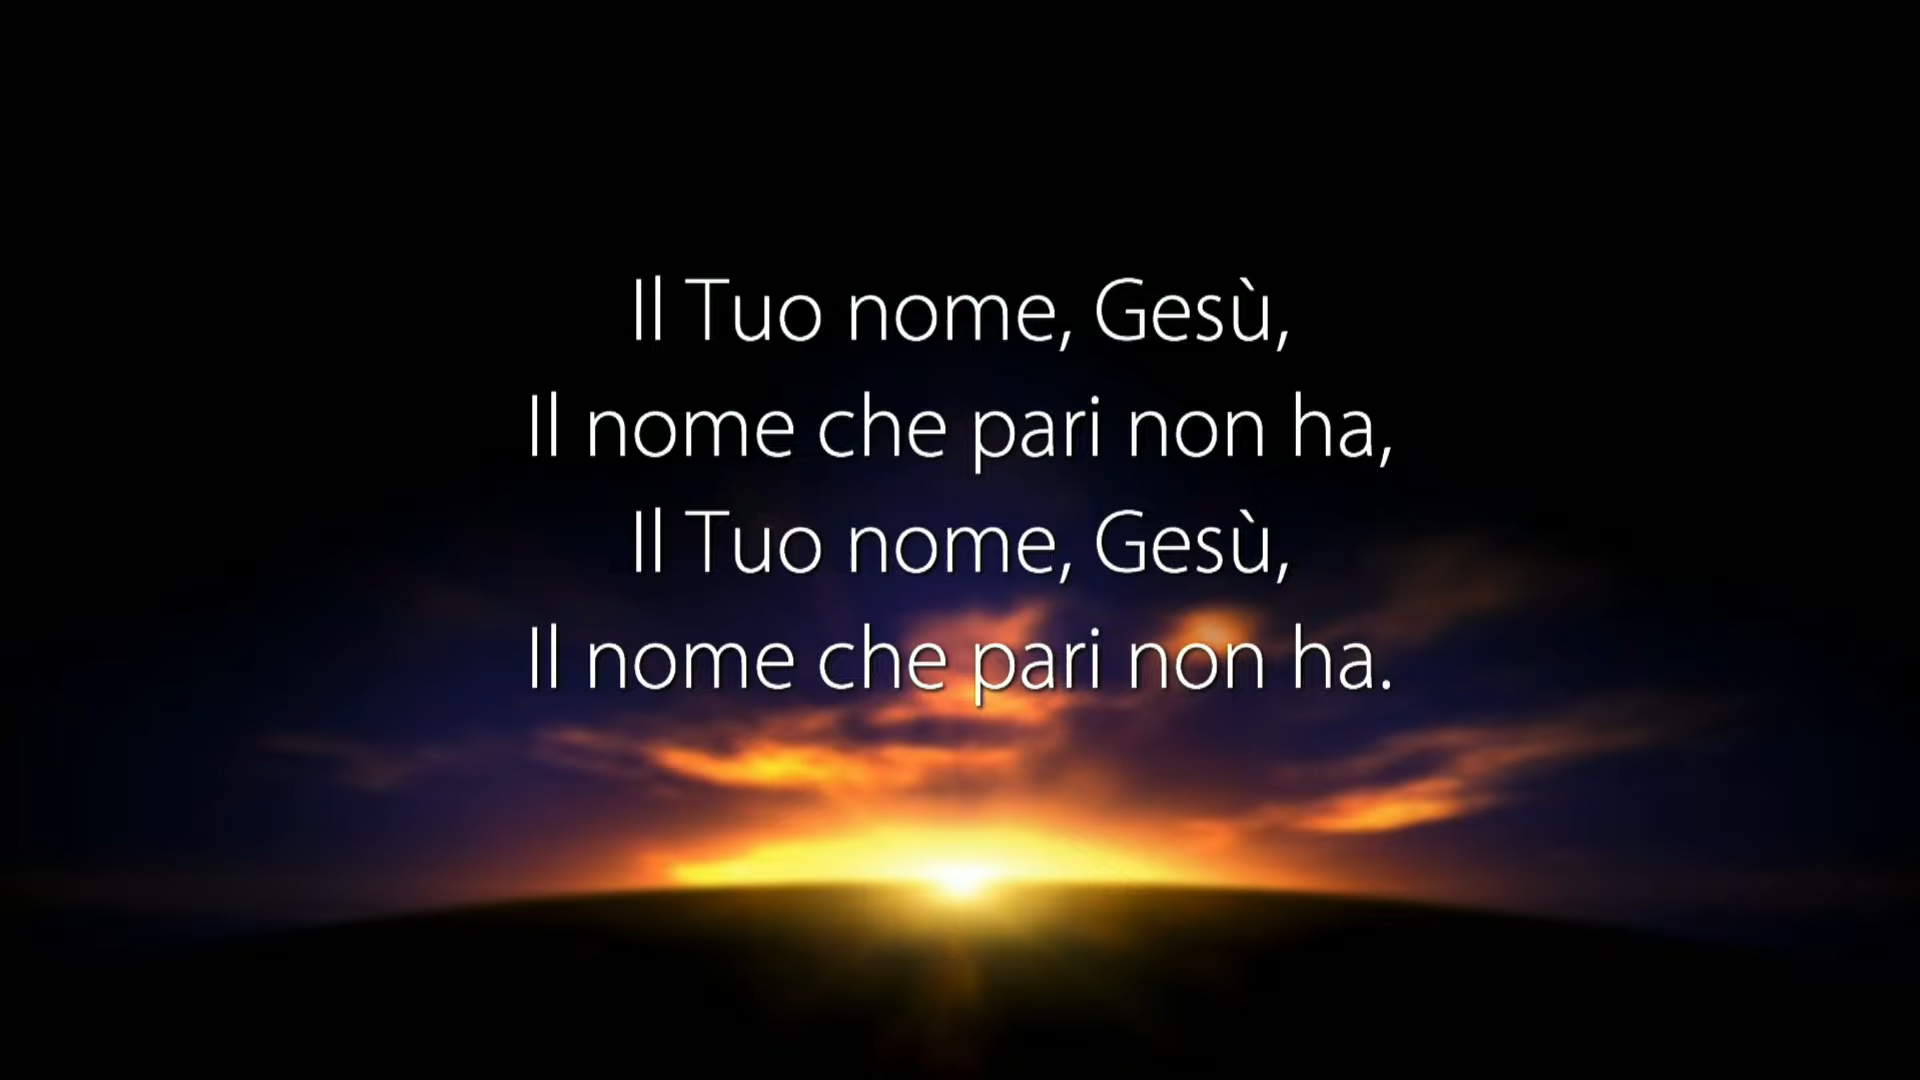 Il Tuo nome, Gesù,
Il nome che pari non ha,
Il Tuo nome, Gesù,
Il nome che pari non ha.